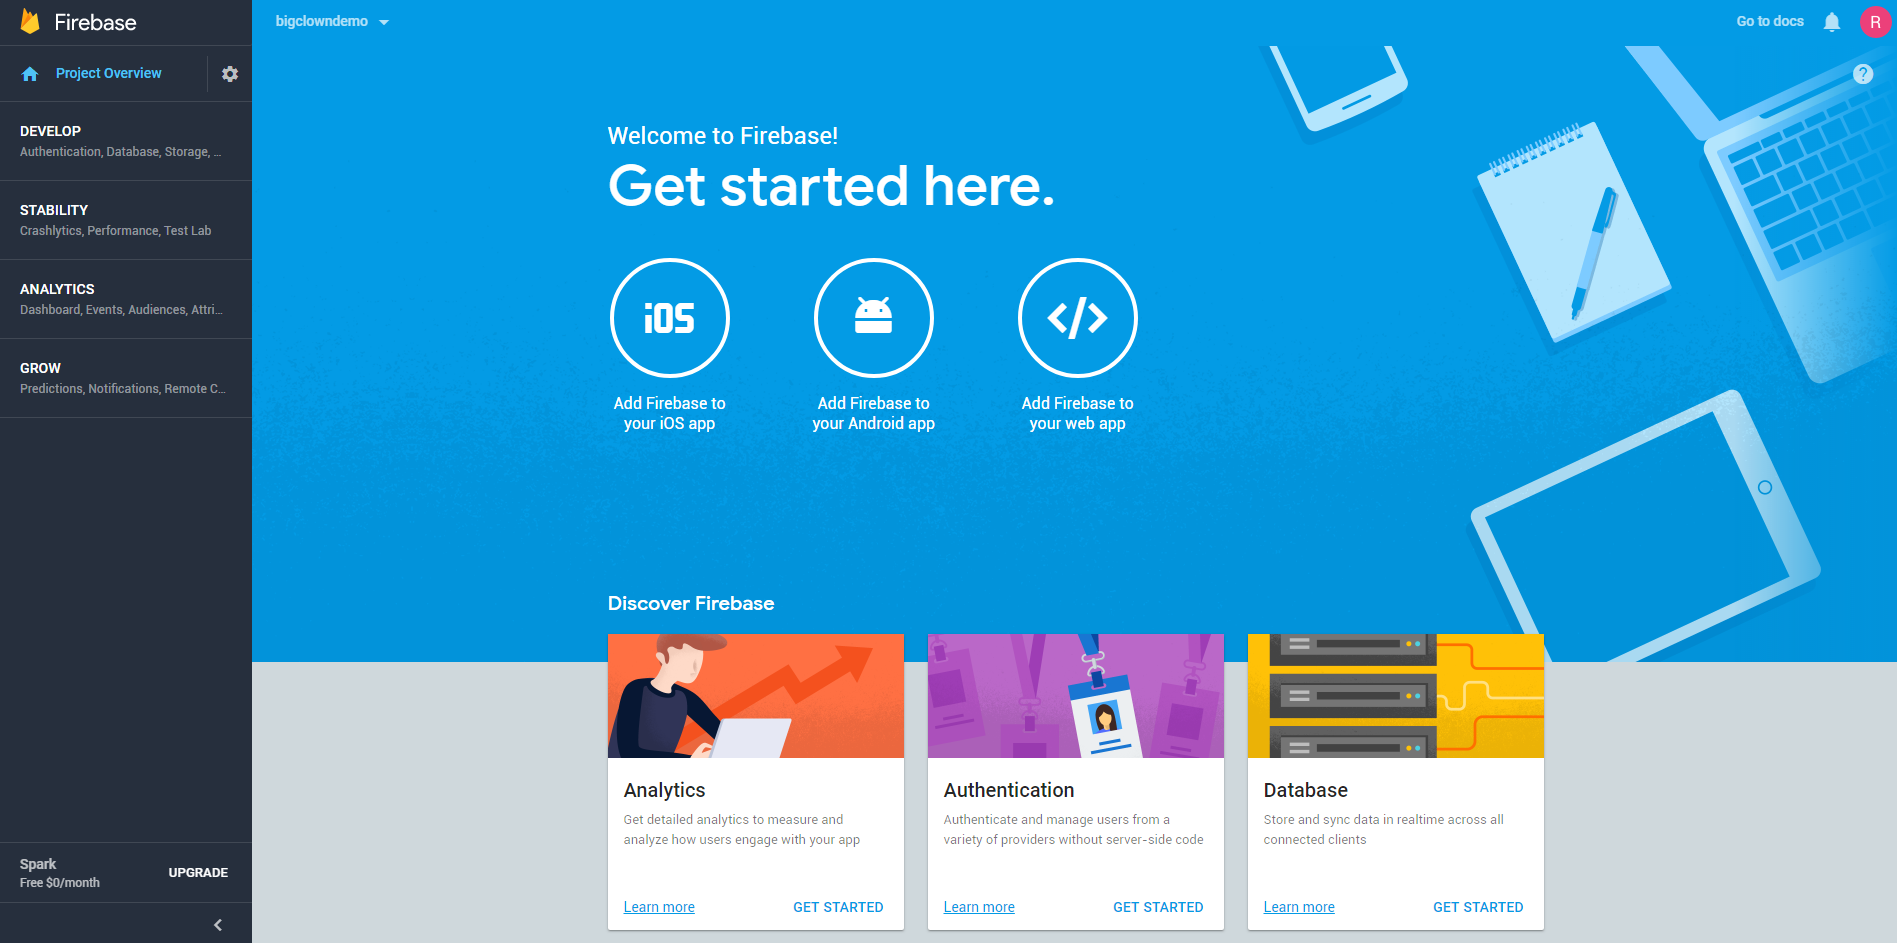 Firebase
bigclowndemo
Go to docs
R
Project Overview
?
DEVELOP
Authentication, Database, Storage, ...
STABILITY
Crashlytics, Performance, Test Lab
ANALYTICS
Dashboard, Events, Audiences, Attri...
GROW
Predictions, Notifications, Remote C...
Welcome to Firebase!
Get started here.
iOS
</>
Add Firebase to
your iOS app
Add Firebase to
your Android app
Add Firebase to
your web app
Discover Firebase
Analytics
Get detailed analytics to measure and
analyze how users engage with your app
Learn more
GET STARTED
Authentication
Authenticate and manage users from a
variety of providers without server-side code
Learn more
GET STARTED
Database
Store and sync data in realtime across all
connected clients
Learn more
GET STARTED
Spark
Free $0/month
UPGRADE